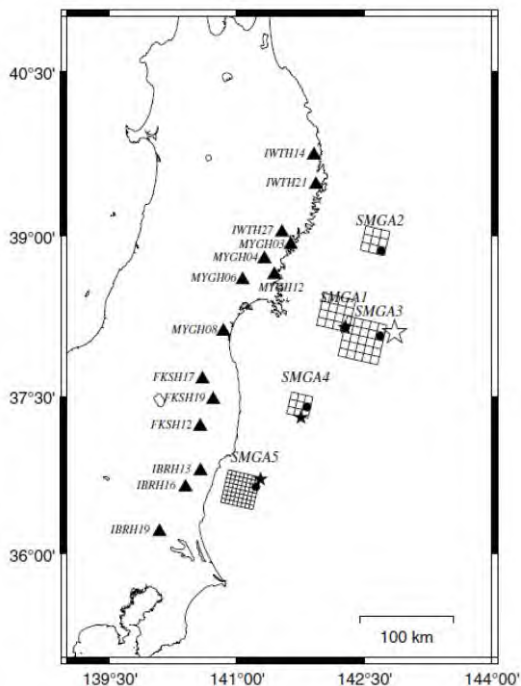 40°30'
IWTH14
IWTH21
SMGA2
IWTH27
39°00'
MYGH03
MYGH04
MYGH06
MYGH12
SMGA1
SMGA3
MYGH08
FKSH17
SMGA4
37°30'
FKSH19
FKSH12
SMGA5
IBRH13
IBRH16
IBRH19
36°00'
100 km
139°30'
141°00'
142°30'
144°00'